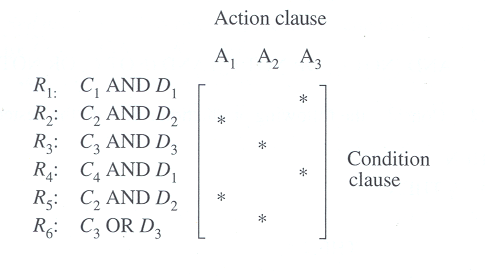 Action clause
A₁ A₂ A₃
R₁: C₁ AND D₁ *
R₂: C₂ AND D₂ *
R₃: C₃ AND D₃ *
R₄: C₄ AND D₁ *
R₅: C₂ AND D₂ *
R₆: C₃ OR D₃ *
Condition
clause